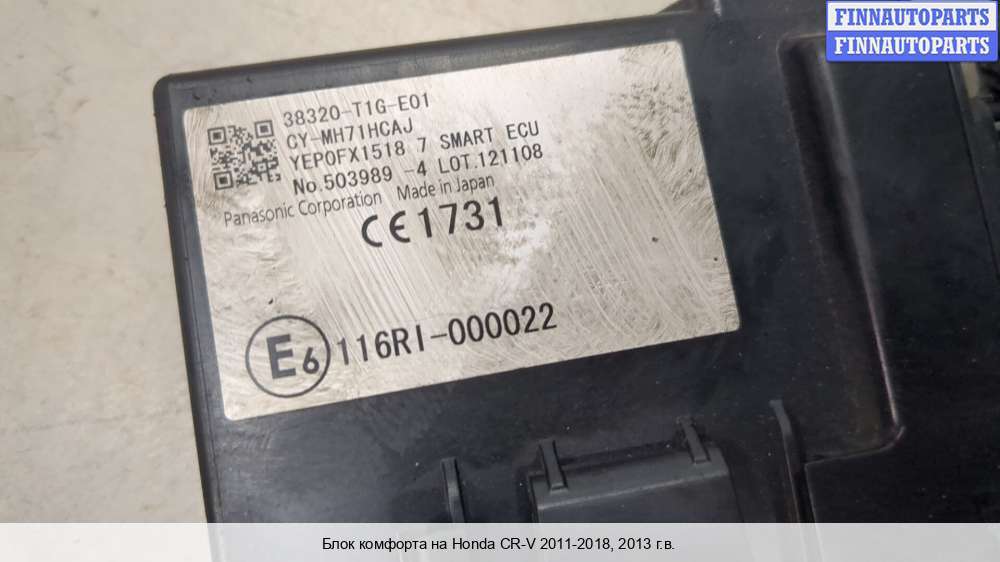 FINNAUTOPARTS
FINNAUTOPARTS
38320-T1G-E01
CY-MH71HCAJ
YEP0FX1518 7 SMART ECU
No.503989 -4 LOT.121108
Panasonic Corporation Made in Japan
CE1731
E6 116RI-000022
Блок комфорта на Honda CR-V 2011-2018, 2013 г.в.